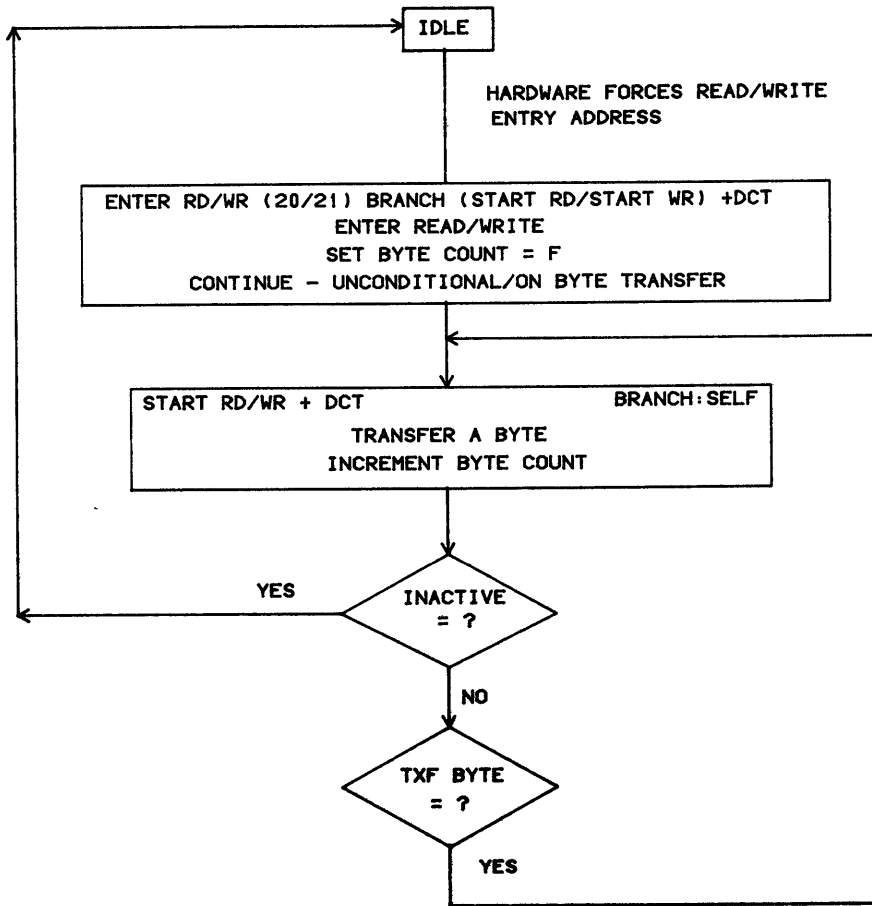 IDLE
HARDWARE FORCES READ/WRITE
ENTRY ADDRESS
ENTER RD/WR (20/21) BRANCH (START RD/START WR) +DCT
ENTER READ/WRITE
SET BYTE COUNT = F
CONTINUE - UNCONDITIONAL/ON BYTE TRANSFER
START RD/WR + DCT BRANCH:SELF
TRANSFER A BYTE
INCREMENT BYTE COUNT
YES
INACTIVE
= ?
NO
TXF BYTE
= ?
YES